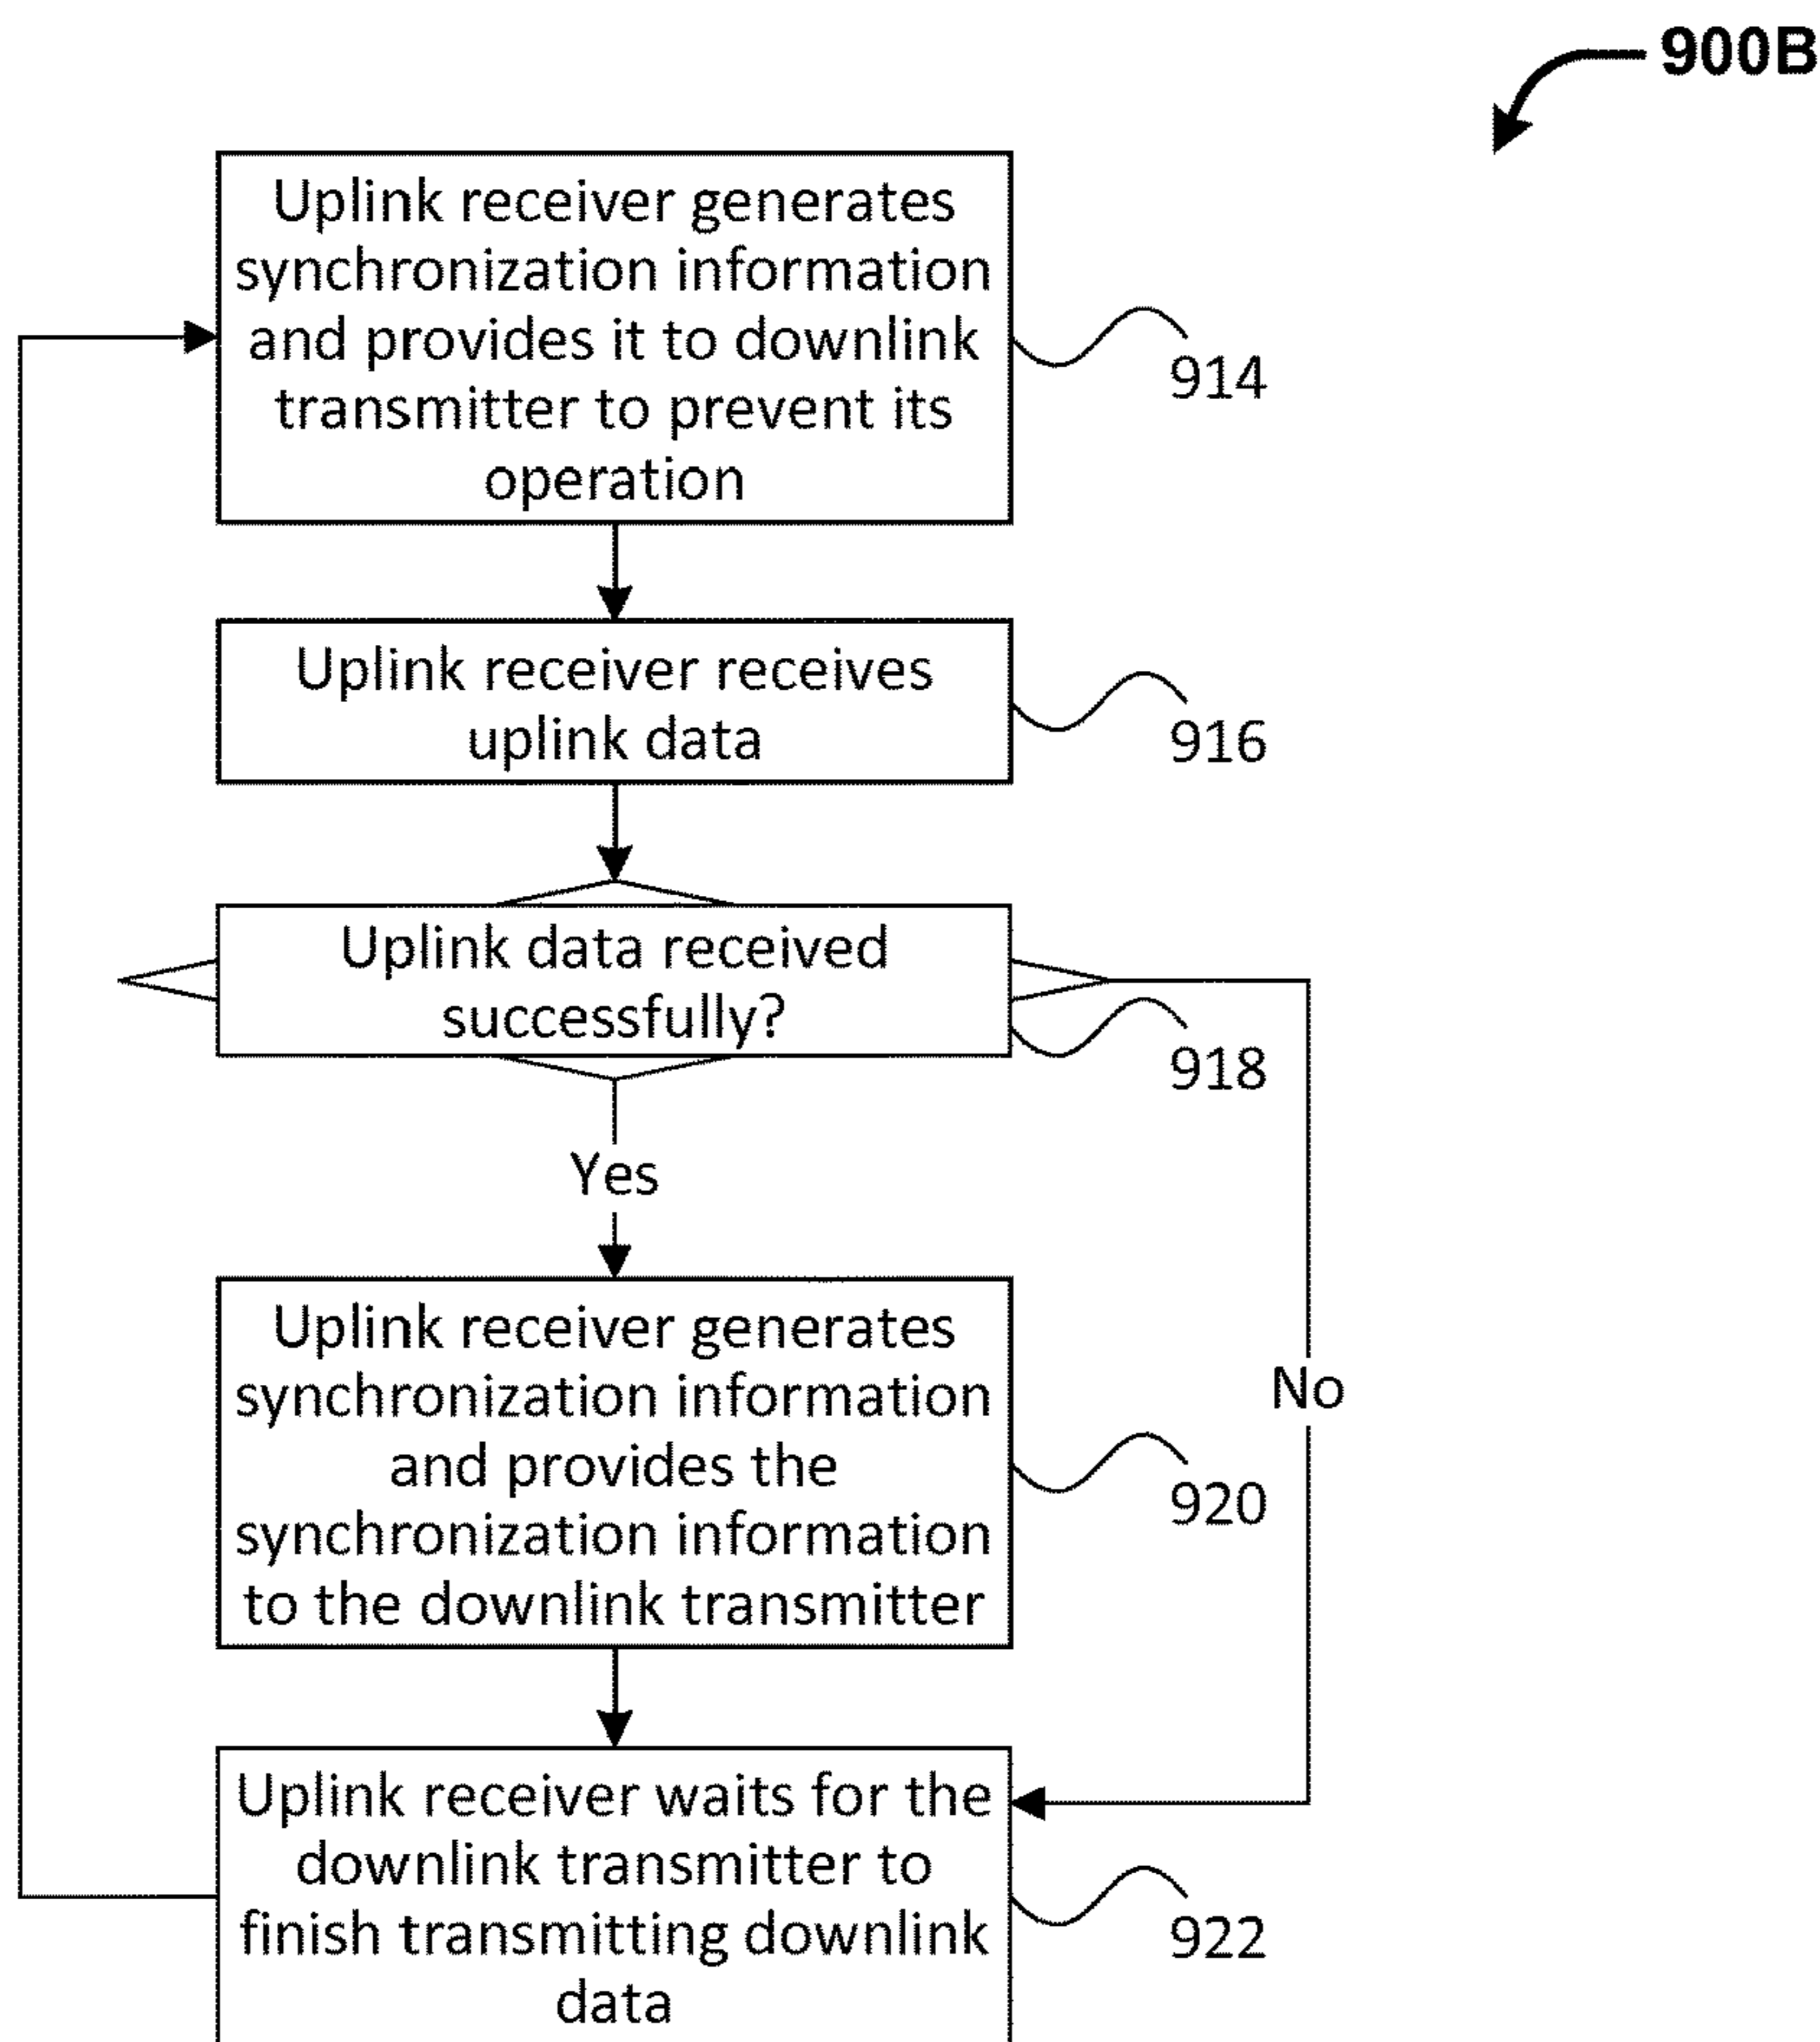 900B
Uplink receiver generates
synchronization information
and provides it to downlink
transmitter to prevent its
operation
914
Uplink receiver receives
uplink data
916
Uplink data received
successfully?
918
Yes
No
Uplink receiver generates
synchronization information
and provides the
synchronization information
to the downlink transmitter
920
Uplink receiver waits for the
downlink transmitter to
finish transmitting downlink
data
922